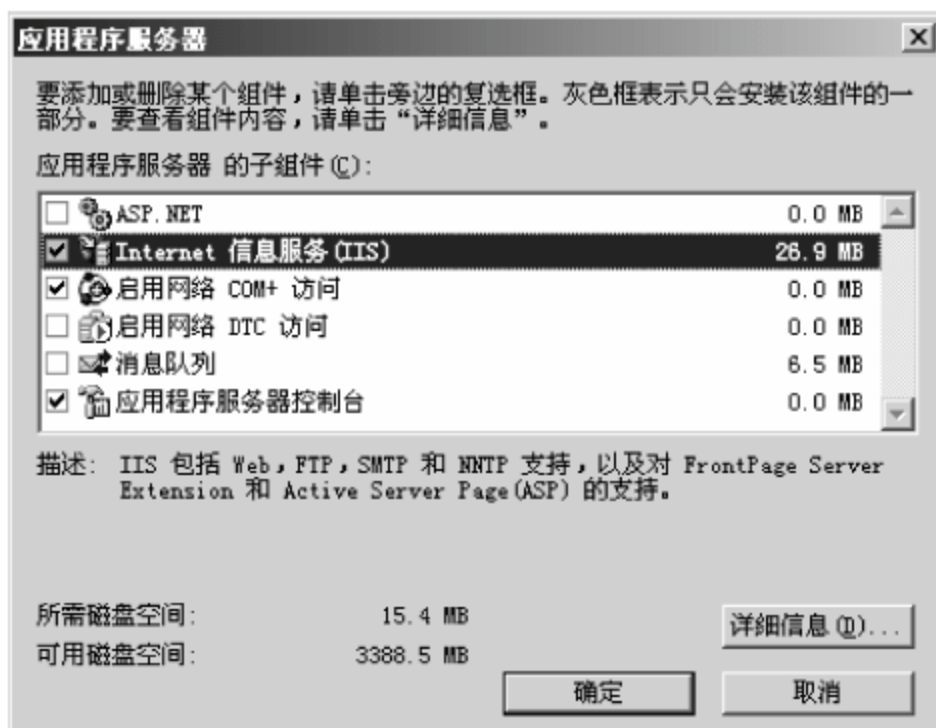 应用程序服务器
要添加或删除某个组件，请单击旁边的复选框。灰色框表示只会安装该组件的一
部分。要查看组件内容，请单击“详细信息”。
应用程序服务器 的子组件(C):
ASP.NET 0.0 MB
Internet 信息服务(IIS) 26.9 MB
启用网络 COM+ 访问 0.0 MB
启用网络 DTC 访问 0.0 MB
消息队列 6.5 MB
应用程序服务器控制台 0.0 MB
描述: IIS 包括 Web，FTP，SMTP 和 NNTP 支持，以及对 FrontPage Server
Extension 和 Active Server Page(ASP) 的支持。
所需磁盘空间: 15.4 MB
详细信息(D)...
可用磁盘空间: 3388.5 MB
确定 取消